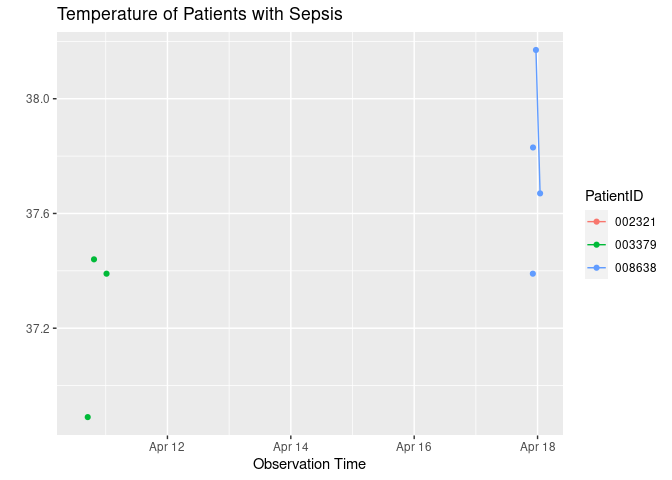 Temperature of Patients with Sepsis
38.0
37.6
37.2
Apr 12
Apr 14
Apr 16
Apr 18
Observation Time
PatientID
002321
003379
008638